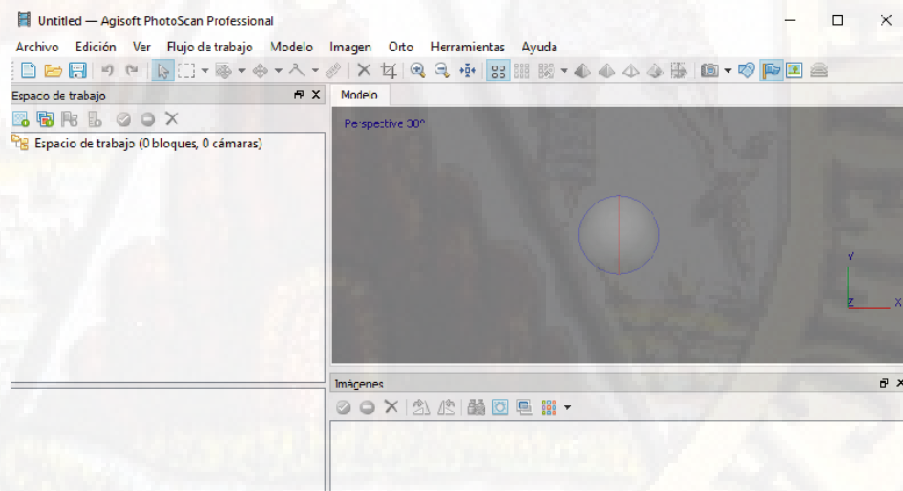 Untitled — Agisoft PhotoScan Professional
Archivo Edición Ver Flujo de trabajo Modelo Imagen Orto Herramientas Ayuda
Espacio de trabajo
Modelo
Perspective 30°
Espacio de trabajo (0 bloques, 0 cámaras)
Y
Z X
Imágenes